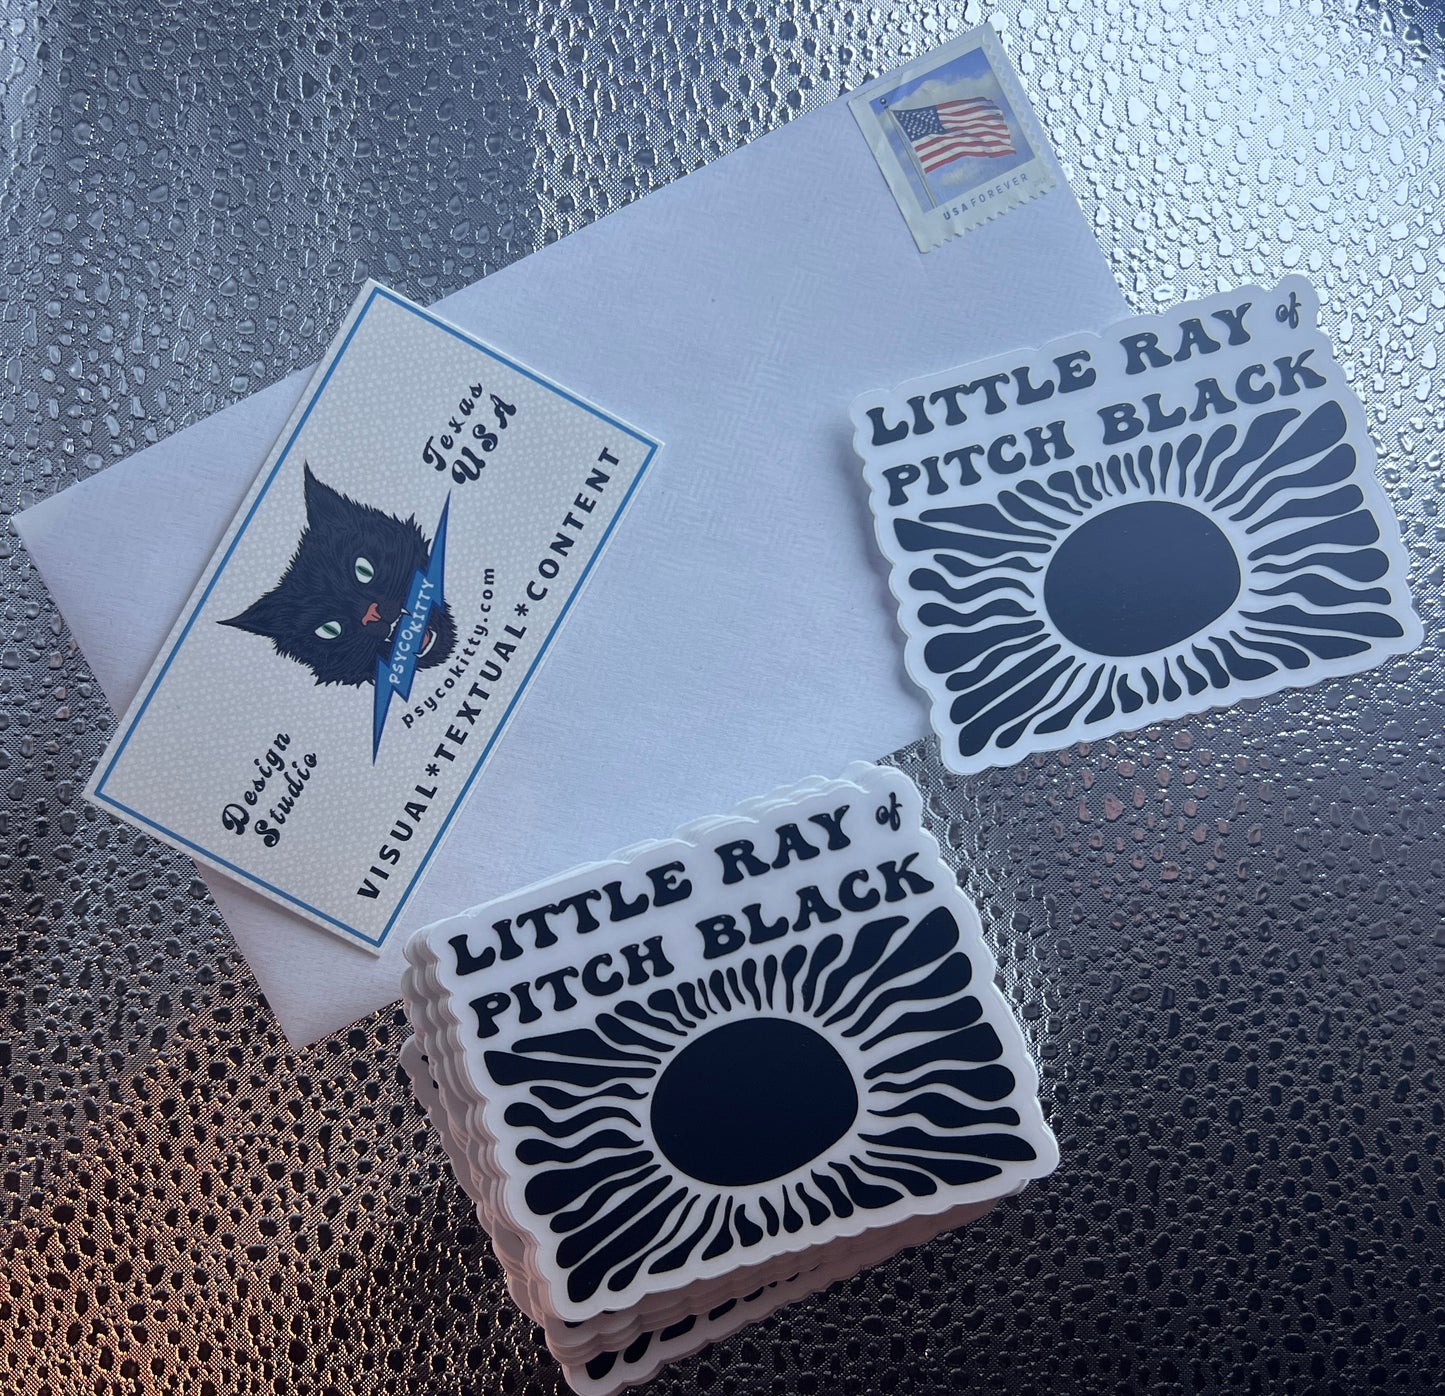 USA FOREVER
LITTLE RAY of
PITCH BLACK
Texas
USA
PSYCOKITTY
psycokitty.com
Design
Studio
VISUAL*TEXTUAL*CONTENT
LITTLE RAY of
PITCH BLACK